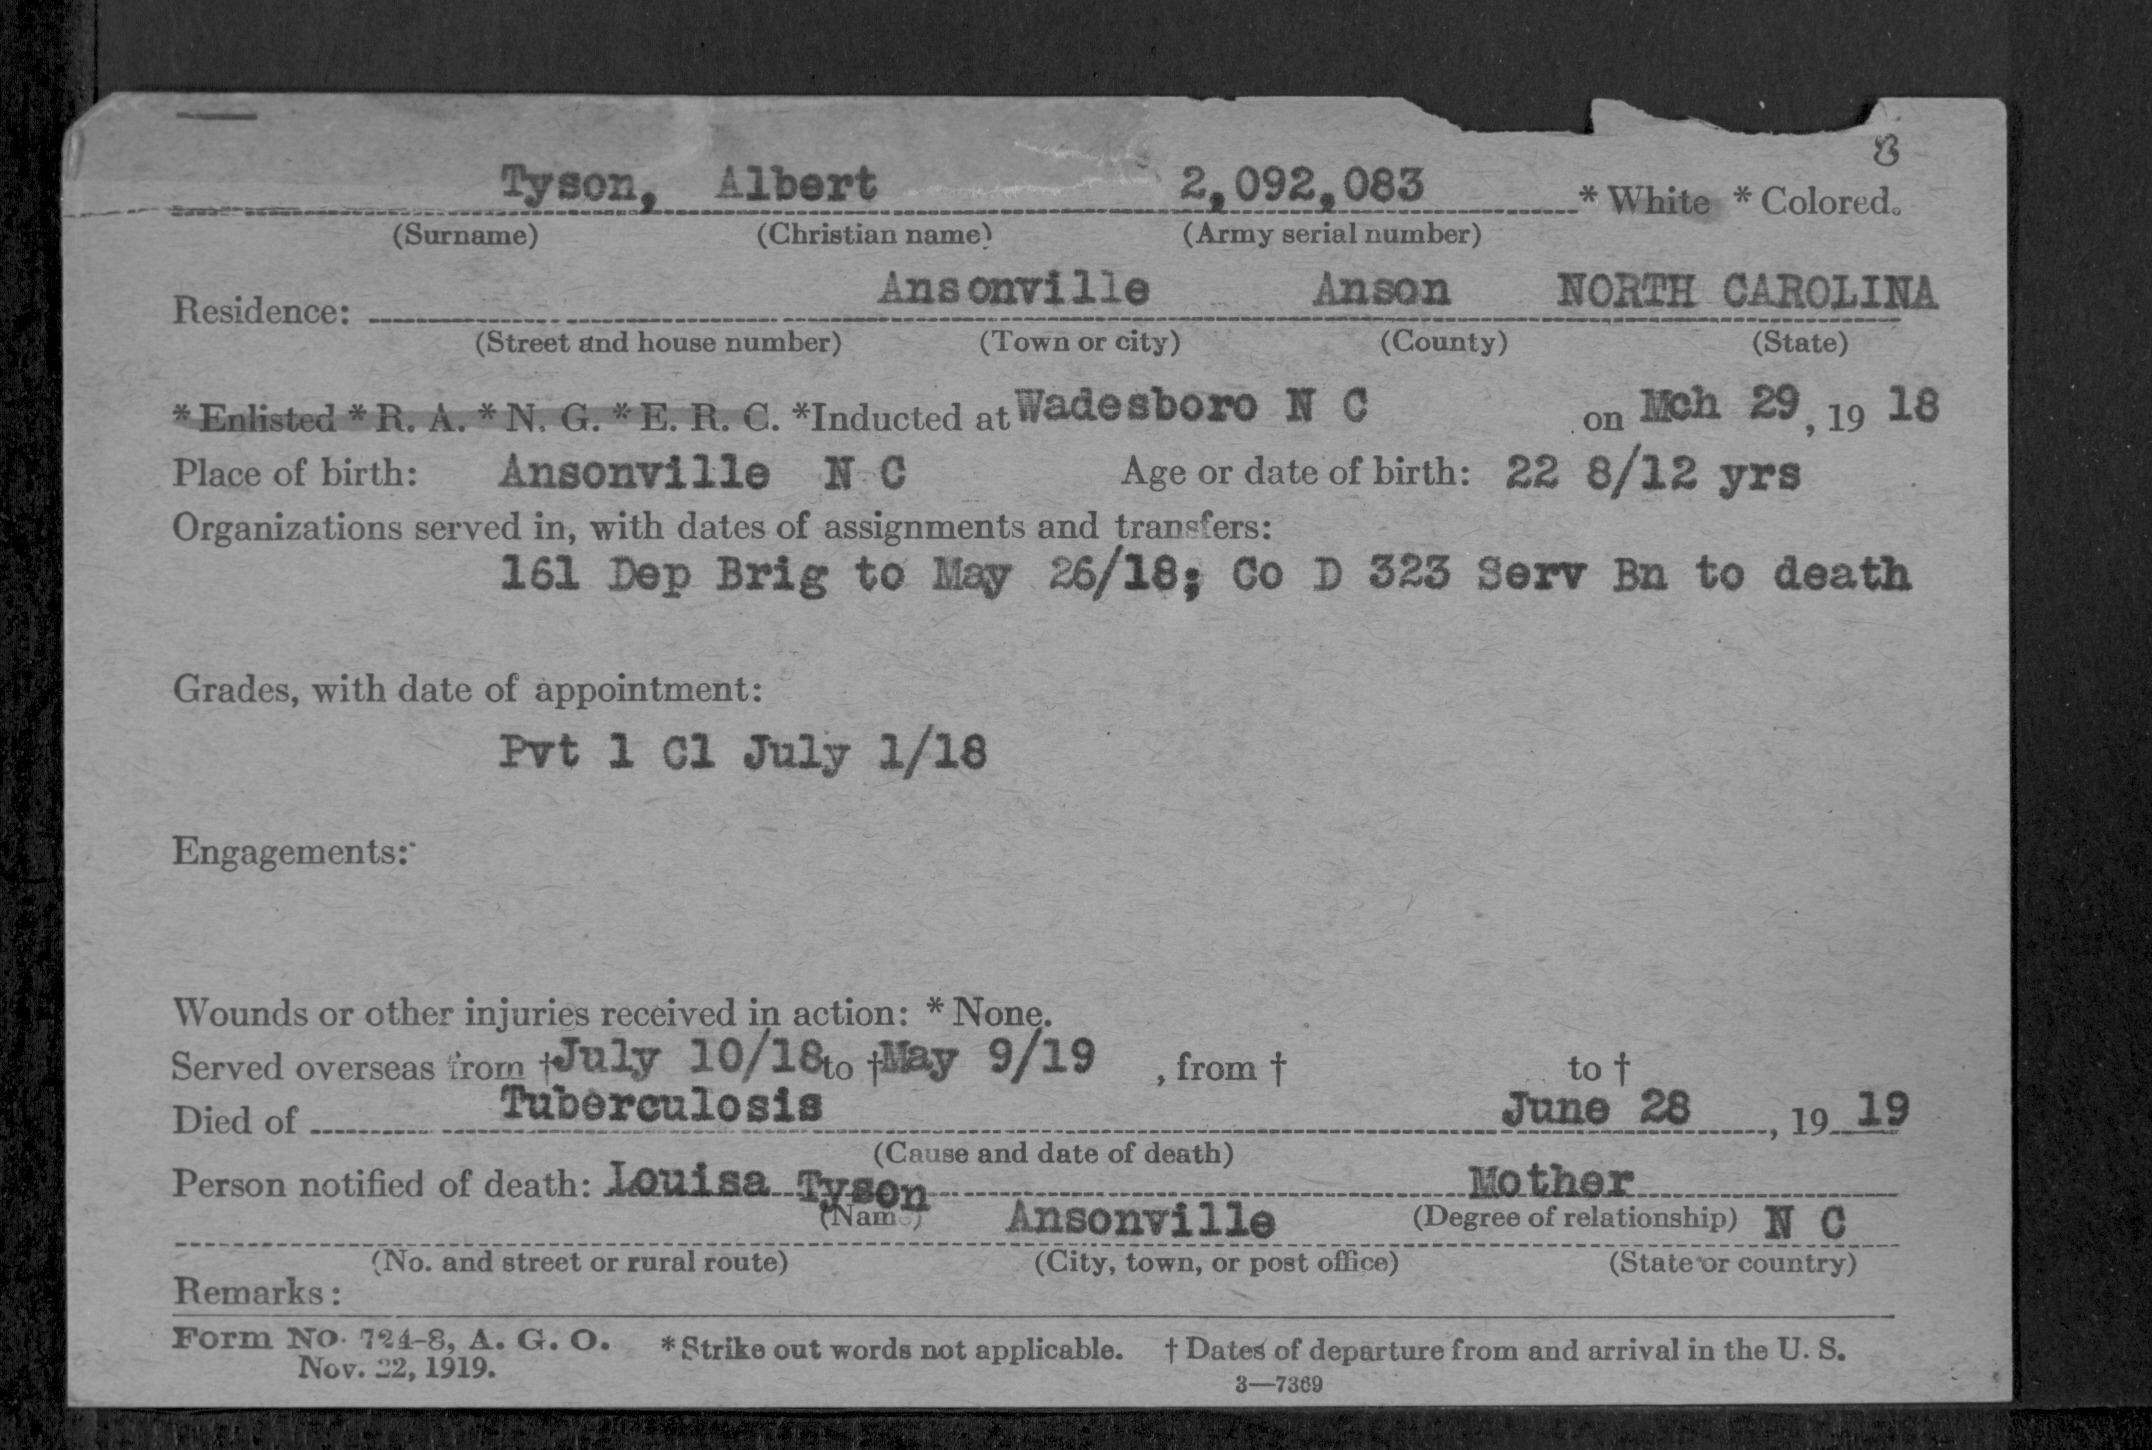 8
Tyson, Albert 2,092,083 * White * Colored.
(Surname) (Christian name) (Army serial number)
Residence: Ansonville Anson NORTH CAROLINA
(Street and house number) (Town or city) (County) (State)
* Enlisted * R. A. * N. G. * E. R. C. *Inducted at Wadesboro N C on Mch 29, 19 18
Place of birth: Ansonville N C Age or date of birth: 22 8/12 yrs
Organizations served in, with dates of assignments and transfers:
161 Dep Brig to May 26/18; Co D 323 Serv Bn to death
Grades, with date of appointment:
Pvt 1 Cl July 1/18
Engagements:
Wounds or other injuries received in action: * None.
Served overseas from †July 10/18 to †May 9/19 , from † to †
Died of Tuberculosis June 28, 19 19
(Cause and date of death)
Person notified of death: Louisa Tyson Mother
(Name) (Degree of relationship)
Ansonville N C
(No. and street or rural route) (City, town, or post office) (State or country)
Remarks:
Form No. 724-8, A. G. O. * Strike out words not applicable. † Dates of departure from and arrival in the U. S.
Nov. 22, 1919. 3—7369